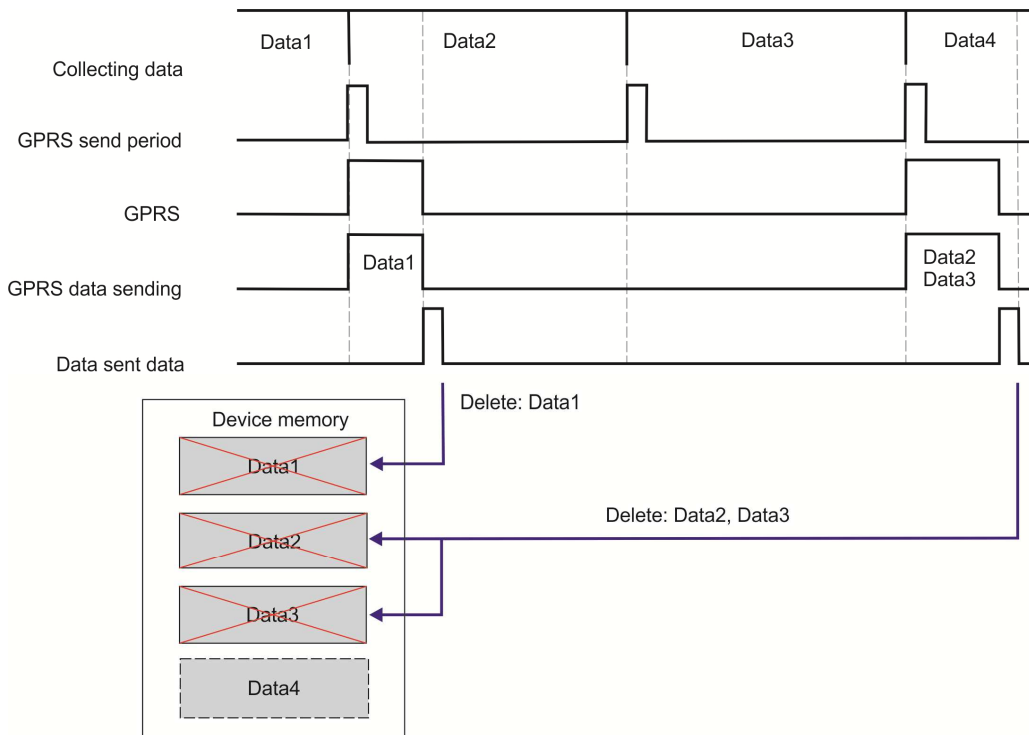 Data1 Data2 Data3 Data4
Collecting data
GPRS send period
GPRS
Data1
Data2
Data3
GPRS data sending
Data sent data
Delete: Data1
Device memory
Data1
Delete: Data2, Data3
Data2
Data3
Data4